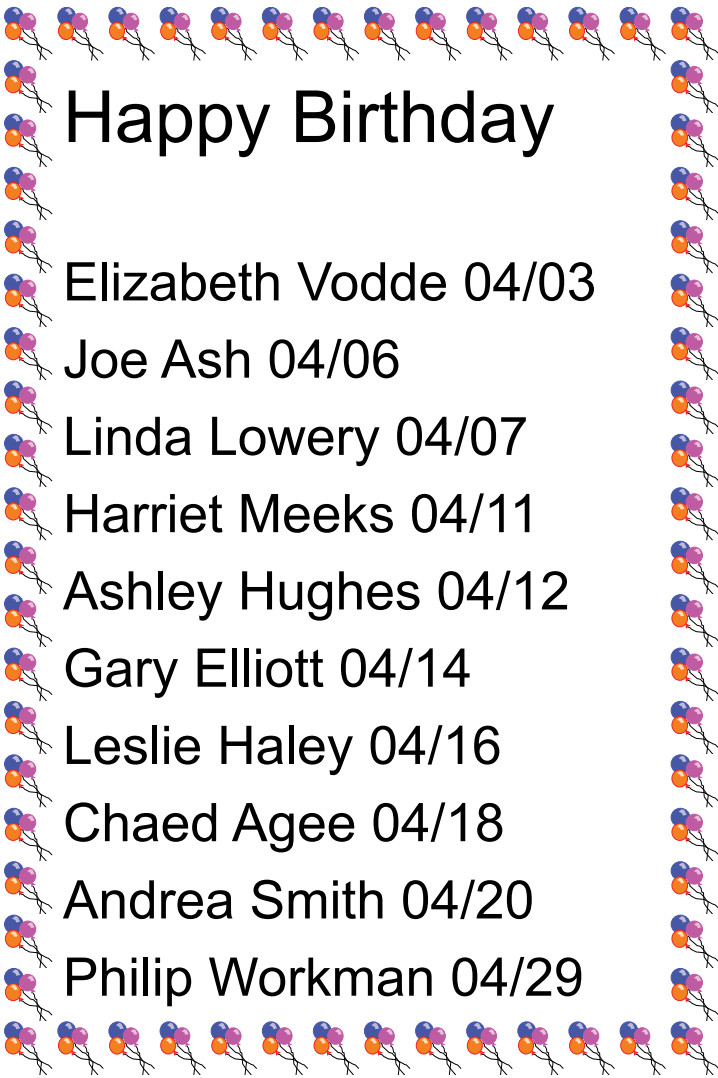 Happy Birthday
Elizabeth Vodde 04/03
Joe Ash 04/06
Linda Lowery 04/07
Harriet Meeks 04/11
Ashley Hughes 04/12
Gary Elliott 04/14
Leslie Haley 04/16
Chaed Agee 04/18
Andrea Smith 04/20
Philip Workman 04/29